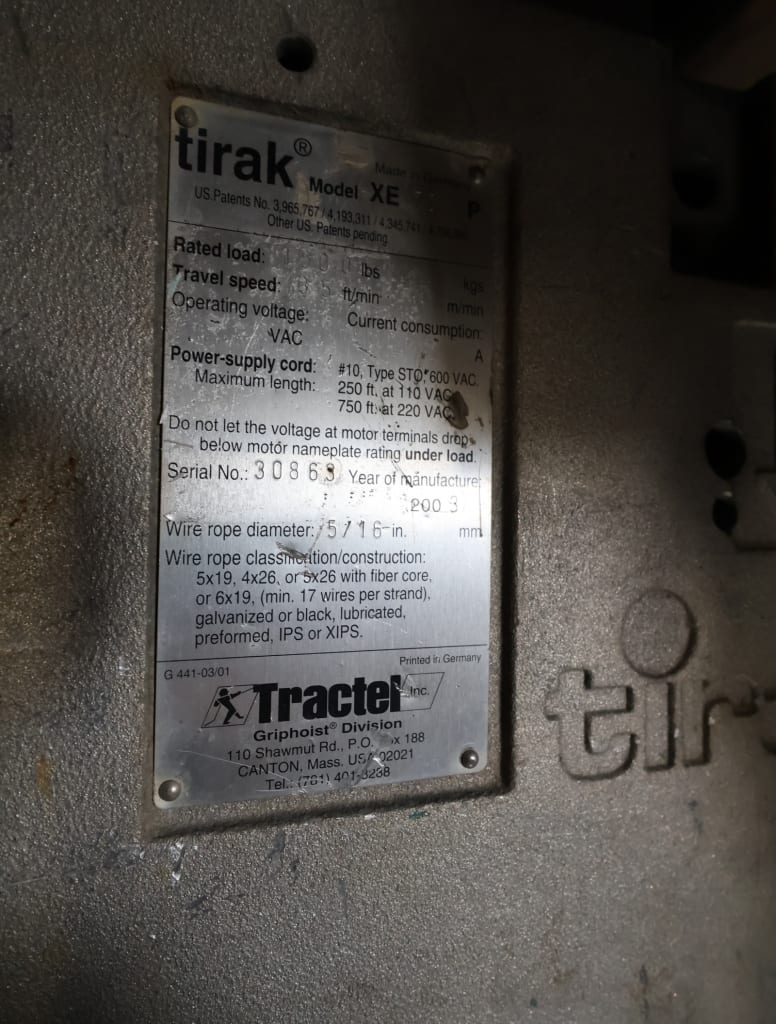 tirak®
Made in Germany
Model XE
P
US.Patents No. 3,965,767 / 4,193,311 / 4,345,741
Other US. Patents pending
Rated load: lbs kgs
Travel speed: 35 ft/min m/min
Operating voltage: Current consumption:
VAC A
Power-supply cord: #10, Type STO, 600 VAC.
Maximum length: 250 ft. at 110 VAC
750 ft. at 220 VAC
Do not let the voltage at motor terminals drop
below motor nameplate rating under load.
Serial No.: 30863 Year of manufacture:
2003
Wire rope diameter: 5/16-in. mm
Wire rope classification/construction:
5x19, 4x26, or 5x26 with fiber core,
or 6x19, (min. 17 wires per strand),
galvanized or black, lubricated,
preformed, IPS or XIPS.
G 441-03/01
Printed in Germany
Tractel Inc.
Griphoist® Division
110 Shawmut Rd., P.O. Box 188
CANTON, Mass. USA 02021
Tel.: (781) 401-3238
tir